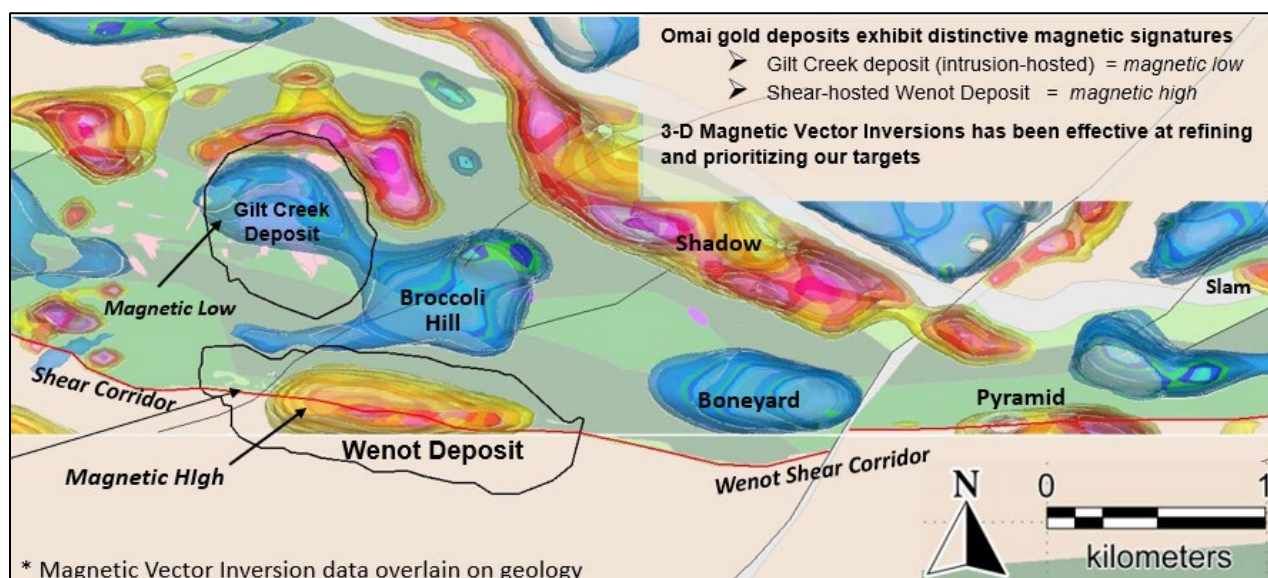 Omai gold deposits exhibit distinctive magnetic signatures
➢ Gilt Creek deposit (intrusion-hosted) = magnetic low
➢ Shear-hosted Wenot Deposit = magnetic high
3-D Magnetic Vector Inversions has been effective at refining
and prioritizing our targets
Gilt Creek
Deposit
Magnetic Low
Broccoli
Hill
Shadow
Slam
Shear Corridor
Boneyard
Pyramid
Wenot Deposit
Magnetic HIgh
Wenot Shear Corridor
N
0 1
kilometers
* Magnetic Vector Inversion data overlain on geology